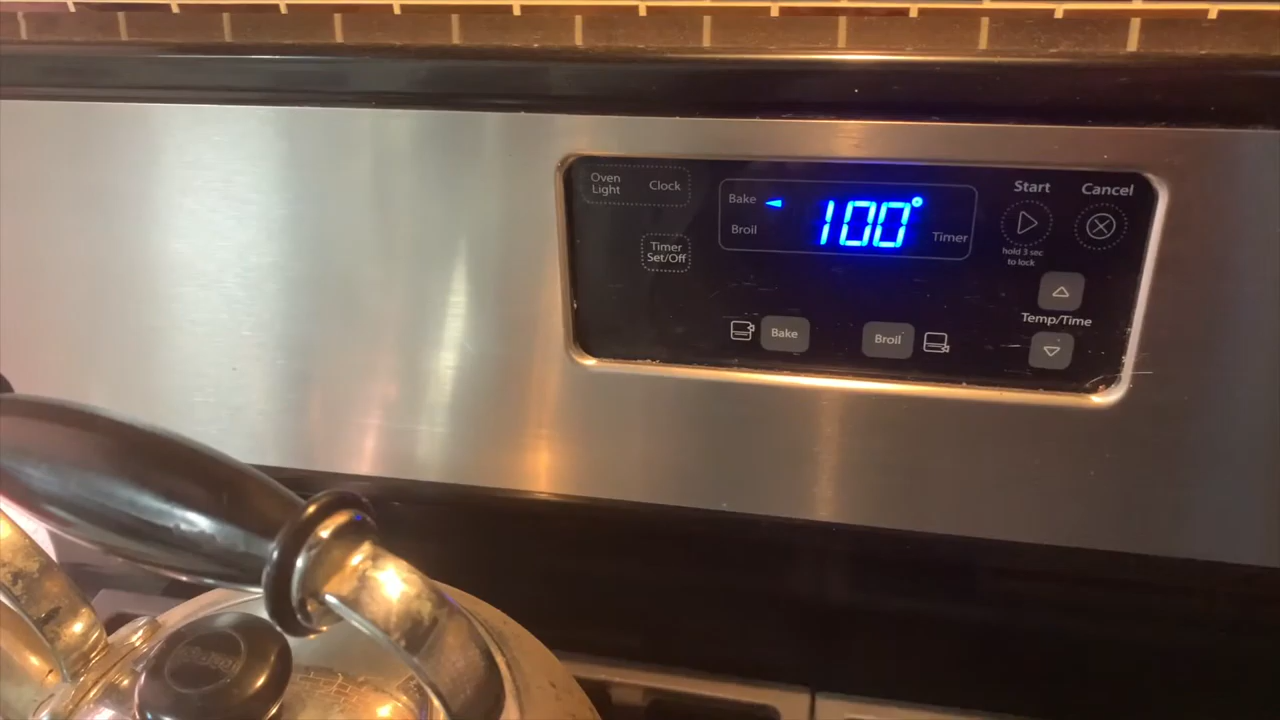 Oven
Light
Clock
Timer
Set/Off
Bake
Broil
100°
Timer
Start
Cancel
hold 3 sec
to lock
Temp/Time
Bake
Broil